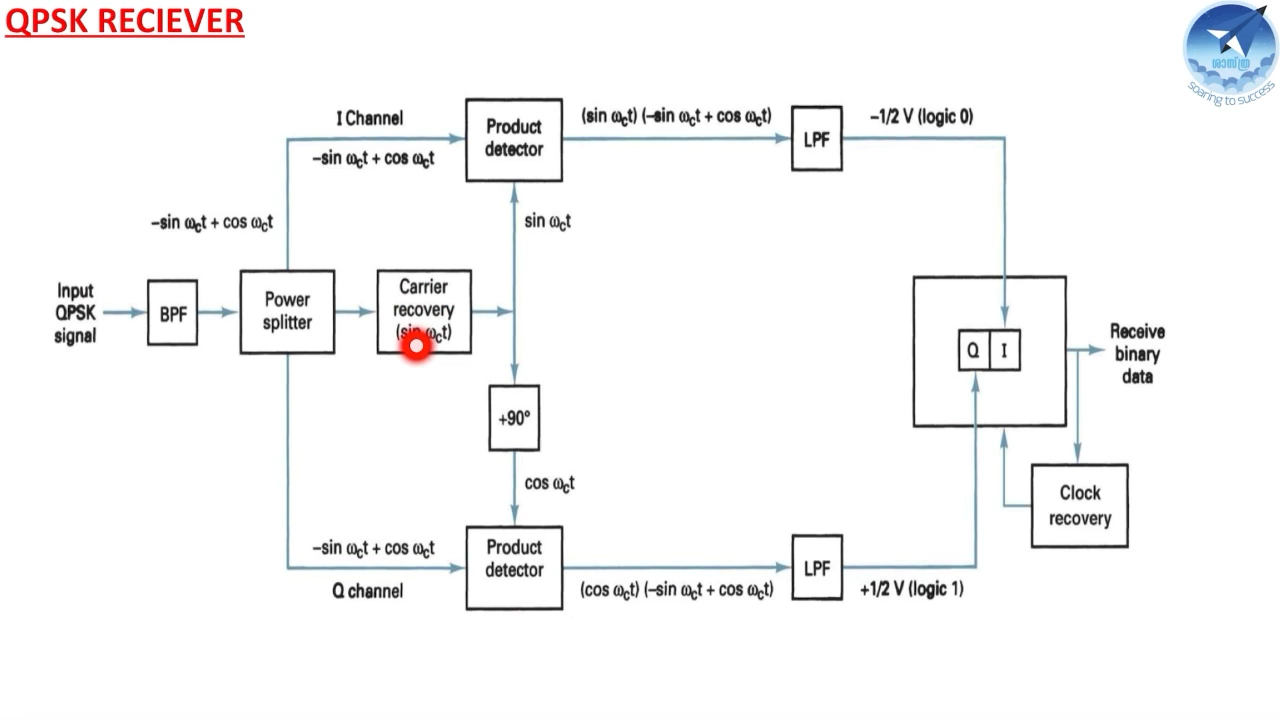 QPSK RECIEVER
ശാസ്ത്ര
Soaring to success
I Channel
−sin ωct + cos ωct
Product
detector
(sin ωct) (−sin ωct + cos ωct)
LPF
−1/2 V (logic 0)
−sin ωct + cos ωct
sin ωct
Input
QPSK
signal
BPF
Power
splitter
Carrier
recovery
(sin ωct)
Q I
Receive
binary
data
+90°
cos ωct
Clock
recovery
−sin ωct + cos ωct
Q channel
Product
detector
(cos ωct) (−sin ωct + cos ωct)
LPF
+1/2 V (logic 1)